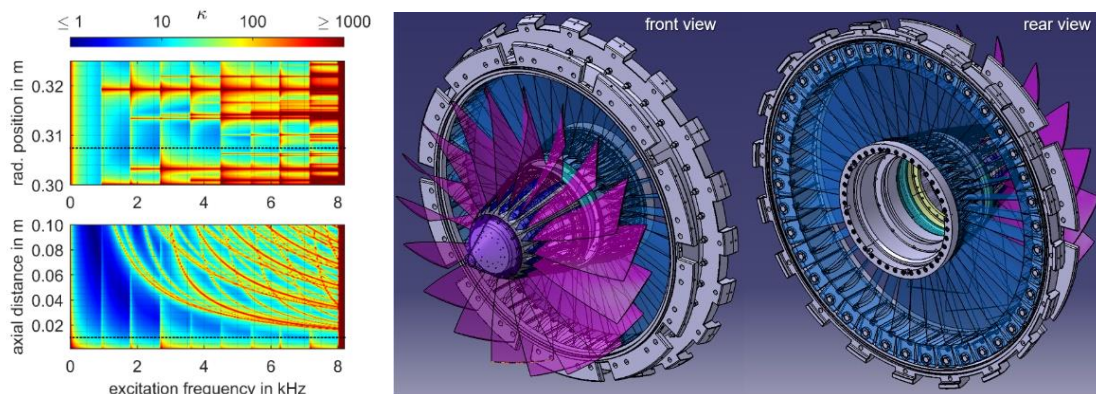 ≤ 1 κ ≥ 1000
10 100
rad. position in m
0.32
0.31
0.30
0 2 4 6 8
axial distance in m
0.10
0.08
0.06
0.04
0.02
0 2 4 6 8
excitation frequency in kHz
front view
rear view